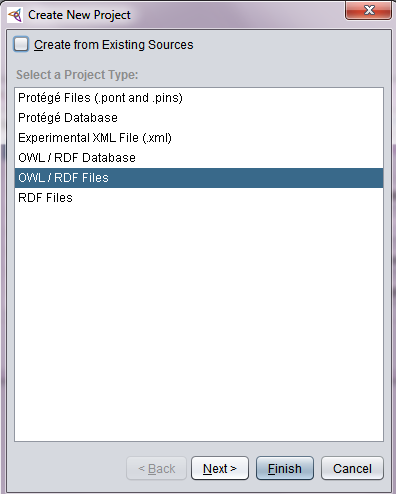 Create New Project
Create from Existing Sources
Select a Project Type:
Protégé Files (.pont and .pins)
Protégé Database
Experimental XML File (.xml)
OWL / RDF Database
OWL / RDF Files
RDF Files
< Back Next > Finish Cancel